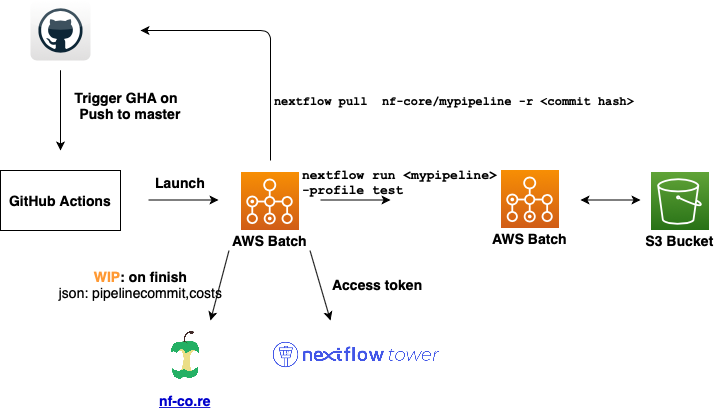 Trigger GHA on
Push to master
nextflow pull  nf-core/mypipeline -r <commit hash>
GitHub Actions
Launch
AWS Batch
nextflow run <mypipeline>
-profile test
AWS Batch
S3 Bucket
WIP: on finish
json: pipelinecommit,costs
Access token
nextflow tower
nf-co.re